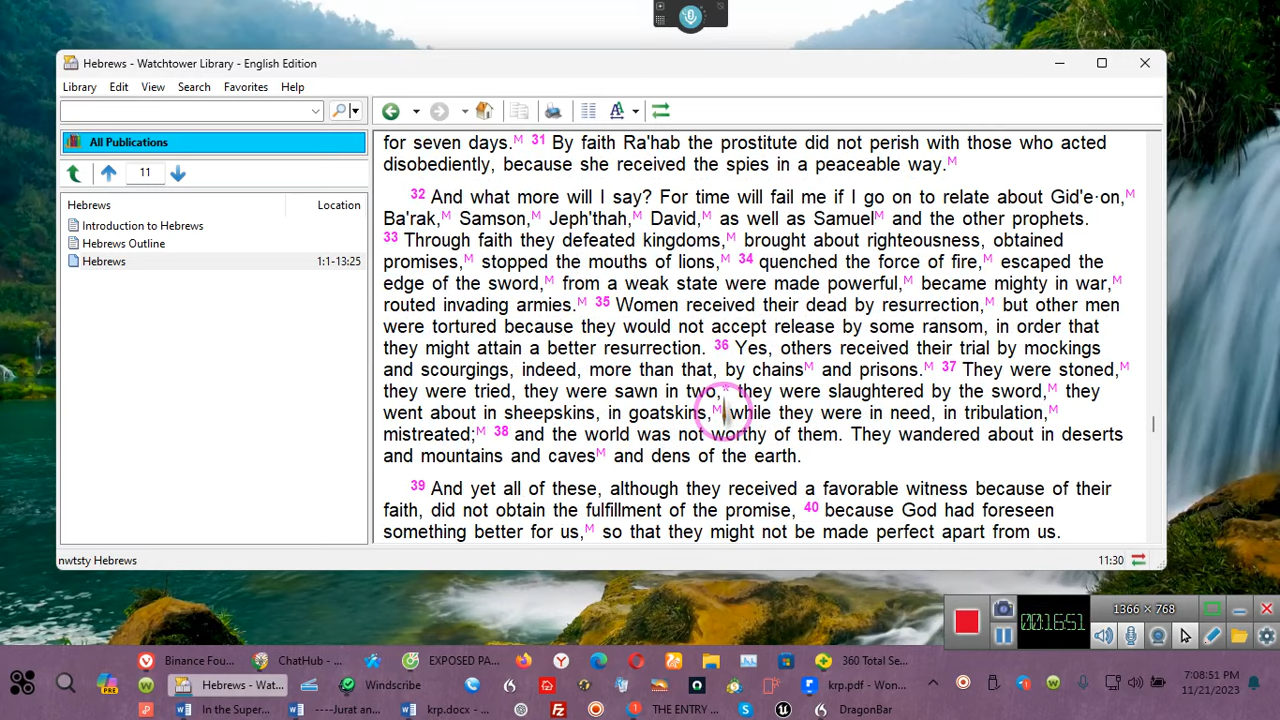 Hebrews - Watchtower Library - English Edition
Library Edit View Search Favorites Help
All Publications
11
Hebrews Location
Introduction to Hebrews
Hebrews Outline
Hebrews 1:1-13:25
for seven days.M 31 By faith Ra'hab the prostitute did not perish with those who acted
disobediently, because she received the spies in a peaceable way.M
32 And what more will I say? For time will fail me if I go on to relate about Gid'e·on,M
Ba'rak,M Samson,M Jeph'thah,M David,M as well as SamuelM and the other prophets.
33 Through faith they defeated kingdoms,M brought about righteousness, obtained
promises,M stopped the mouths of lions,M 34 quenched the force of fire,M escaped the
edge of the sword,M from a weak state were made powerful,M became mighty in war,M
routed invading armies.M 35 Women received their dead by resurrection,M but other men
were tortured because they would not accept release by some ransom, in order that
they might attain a better resurrection. 36 Yes, others received their trial by mockings
and scourgings, indeed, more than that, by chainsM and prisons.M 37 They were stoned,M
they were tried, they were sawn in two,* they were slaughtered by the sword,M they
went about in sheepskins, in goatskins,M while they were in need, in tribulation,M
mistreated;M 38 and the world was not worthy of them. They wandered about in deserts
and mountains and cavesM and dens of the earth.
39 And yet all of these, although they received a favorable witness because of their
faith, did not obtain the fulfillment of the promise, 40 because God had foreseen
something better for us,M so that they might not be made perfect apart from us.
nwtsty Hebrews 11:30
1366 × 768
00:16:51
Binance Fou... ChatHub - ... EXPOSED PA... 360 Total Se...
PRE Hebrews - Wat... Windscribe krp.pdf - Won...
In the Super... ----Jurat an... krp.docx - w... THE ENTRY ... DragonBar
7:08:51 PM
11/21/2023